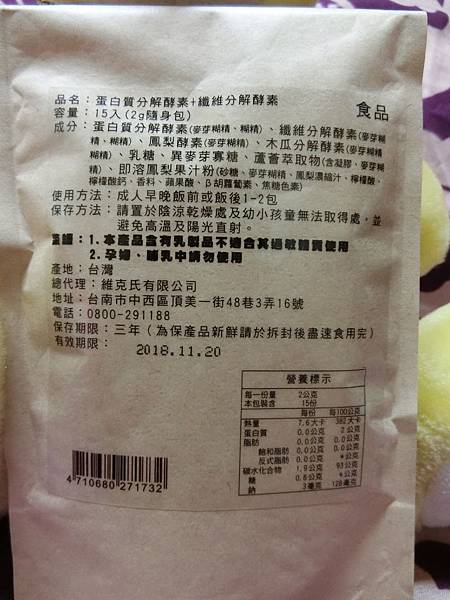 品名：蛋白質分解酵素+纖維分解酵素
容量：15入(2g隨身包)
食品
成分：蛋白質分解酵素(麥芽糊精、糊精)、纖維分解酵素(麥芽糊
精、糊精)、鳳梨酵素(麥芽糊精)、木瓜分解酵素(麥芽糊精
糊精)、乳糖、異麥芽寡糖、蘆薈萃取物(含凝膠、麥芽糊
精)、即溶鳳梨果汁粉(砂糖、麥芽糊精、鳳梨濃縮汁、檸檬酸、
檸檬酸鈣、香料、蘋果酸、β胡蘿蔔素、焦糖色素)
使用方法：成人早晚飯前或飯後1-2包
保存方法：請置於陰涼乾燥處及幼小孩童無法取得處，並
避免高溫及陽光直射。
警語：1.本產品含有乳製品不適合其過敏體質使用
2.孕婦、哺乳中請勿使用
產地：台灣
總代理：維克氏有限公司
地址：台南市中西區頂美一街48巷3弄16號
電話：0800-291188
保存期限：三年(為保產品新鮮請於拆封後盡速食用完)
有效期限：
2018.11.20
營養標示
每一份量 2公克
本包裝含 15份
每份 每100公克
熱量 7.6大卡 382大卡
蛋白質 0.0公克 2公克
脂肪 0.0公克 0.0公克
飽和脂肪 0.0公克 *公克
反式脂肪 0.0公克 *公克
碳水化合物 1.9公克 93公克
糖 0.8公克 *公克
鈉 3毫克 128毫克
4 710680 271732